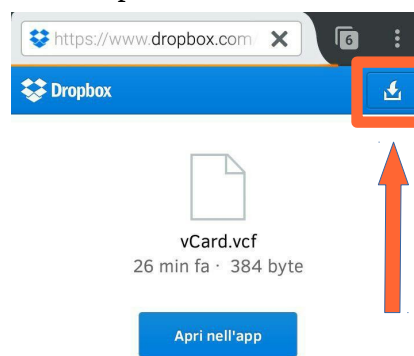 https://www.dropbox.com
6
Dropbox
vCard.vcf
26 min fa · 384 byte
Apri nell'app